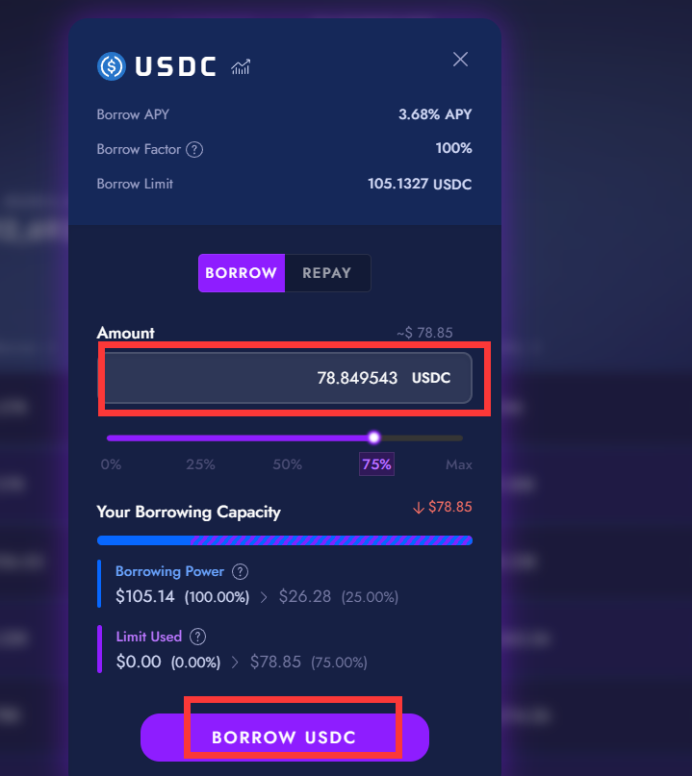 USDC
Borrow APY 3.68% APY
Borrow Factor ? 100%
Borrow Limit 105.1327 USDC
BORROW REPAY
Amount ~$ 78.85
78.849543 USDC
0% 25% 50% 75% Max
Your Borrowing Capacity ↓ $78.85
Borrowing Power ?
$105.14 (100.00%) > $26.28 (25.00%)
Limit Used ?
$0.00 (0.00%) > $78.85 (75.00%)
BORROW USDC